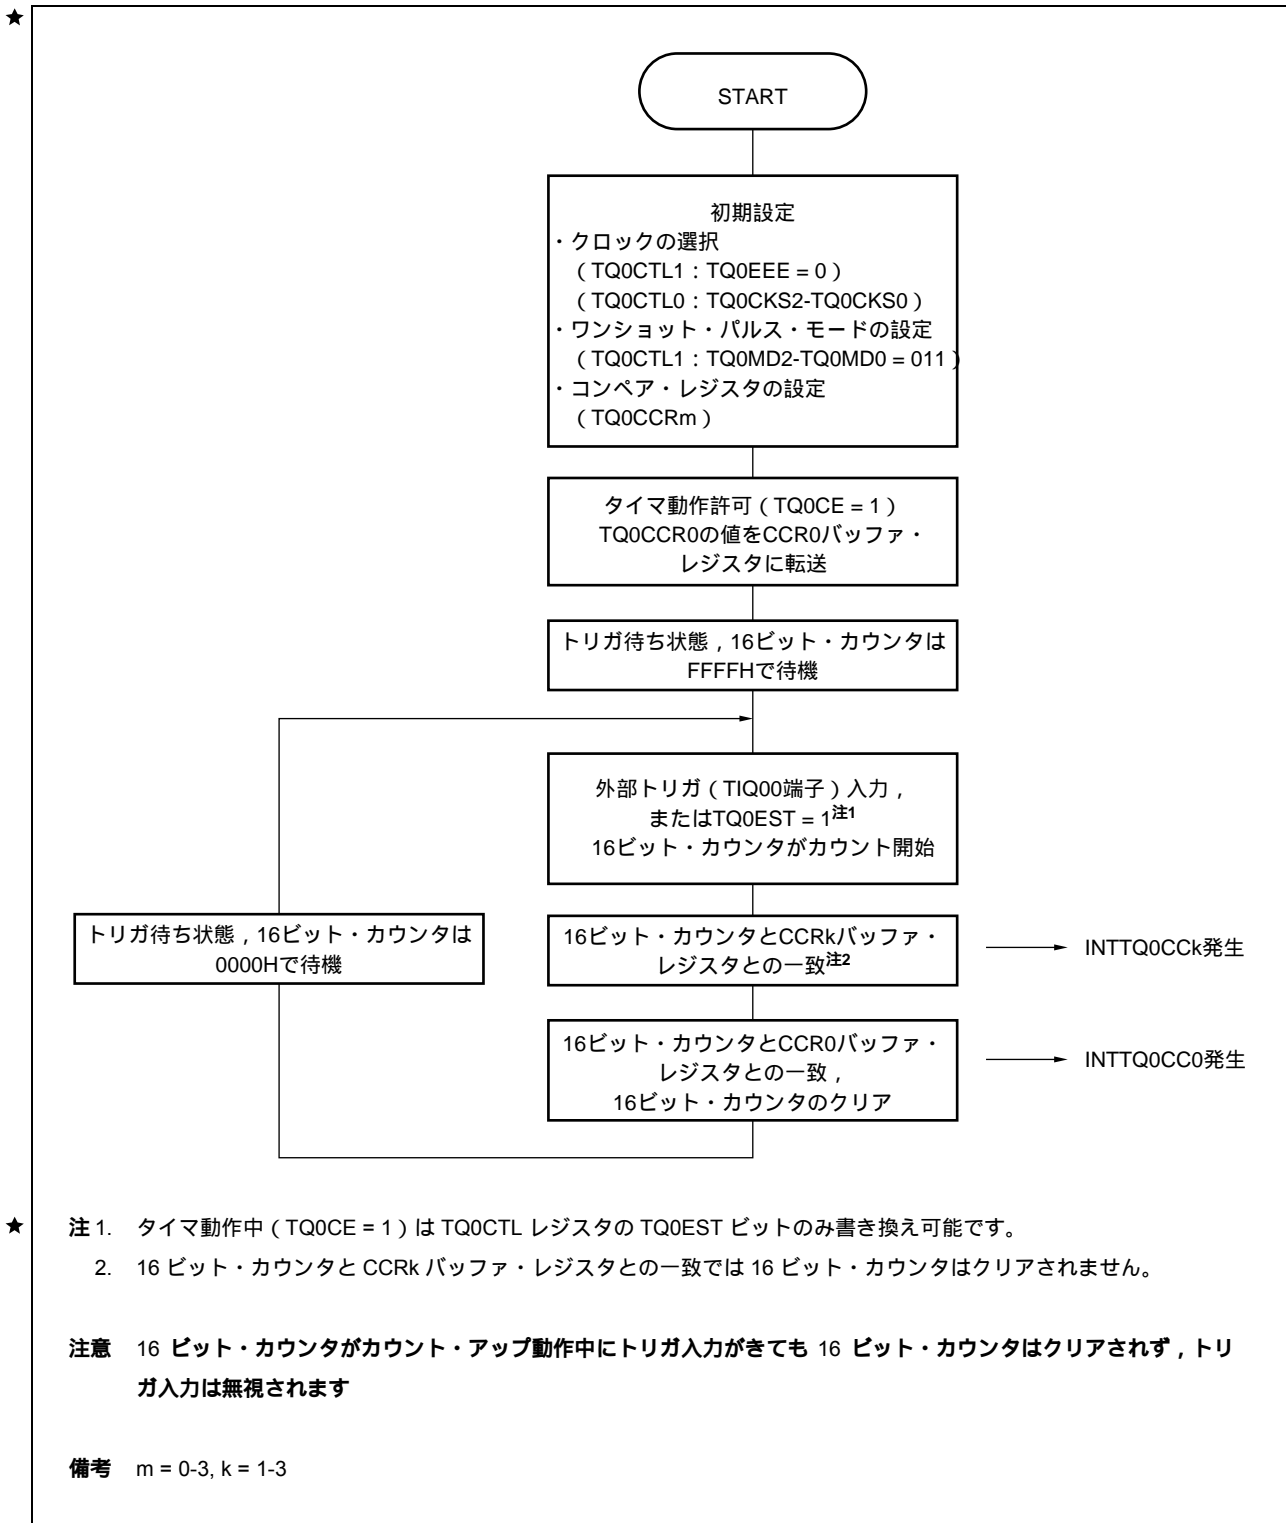 ★
START
初期設定
・クロックの選択
（TQ0CTL1：TQ0EEE = 0）
（TQ0CTL0：TQ0CKS2-TQ0CKS0）
・ワンショット・パルス・モードの設定
（TQ0CTL1：TQ0MD2-TQ0MD0 = 011）
・コンペア・レジスタの設定
（TQ0CCRm）
タイマ動作許可（TQ0CE = 1）
TQ0CCR0の値をCCR0バッファ・
レジスタに転送
トリガ待ち状態，16ビット・カウンタは
FFFFHで待機
外部トリガ（TIQ00端子）入力，
またはTQ0EST = 1注1
16ビット・カウンタがカウント開始
トリガ待ち状態，16ビット・カウンタは
0000Hで待機
16ビット・カウンタとCCRkバッファ・
レジスタとの一致注2
INTTQ0CCk発生
16ビット・カウンタとCCR0バッファ・
レジスタとの一致，
16ビット・カウンタのクリア
INTTQ0CC0発生
★
注 1. タイマ動作中（TQ0CE = 1）は TQ0CTL レジスタの TQ0EST ビットのみ書き換え可能です。
2. 16 ビット・カウンタと CCRk バッファ・レジスタとの一致では 16 ビット・カウンタはクリアされません。
注意 16 ビット・カウンタがカウント・アップ動作中にトリガ入力がきても 16 ビット・カウンタはクリアされず，トリ
ガ入力は無視されます
備考 m = 0-3, k = 1-3